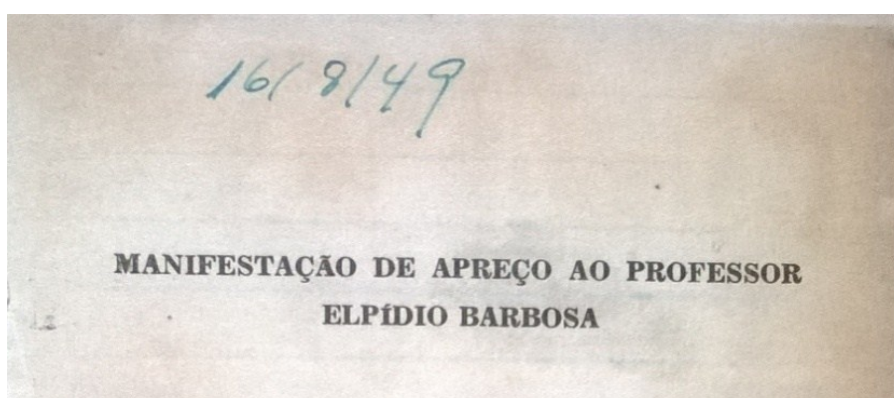 16/8/49
MANIFESTAÇÃO DE APREÇO AO PROFESSOR
ELPÍDIO BARBOSA